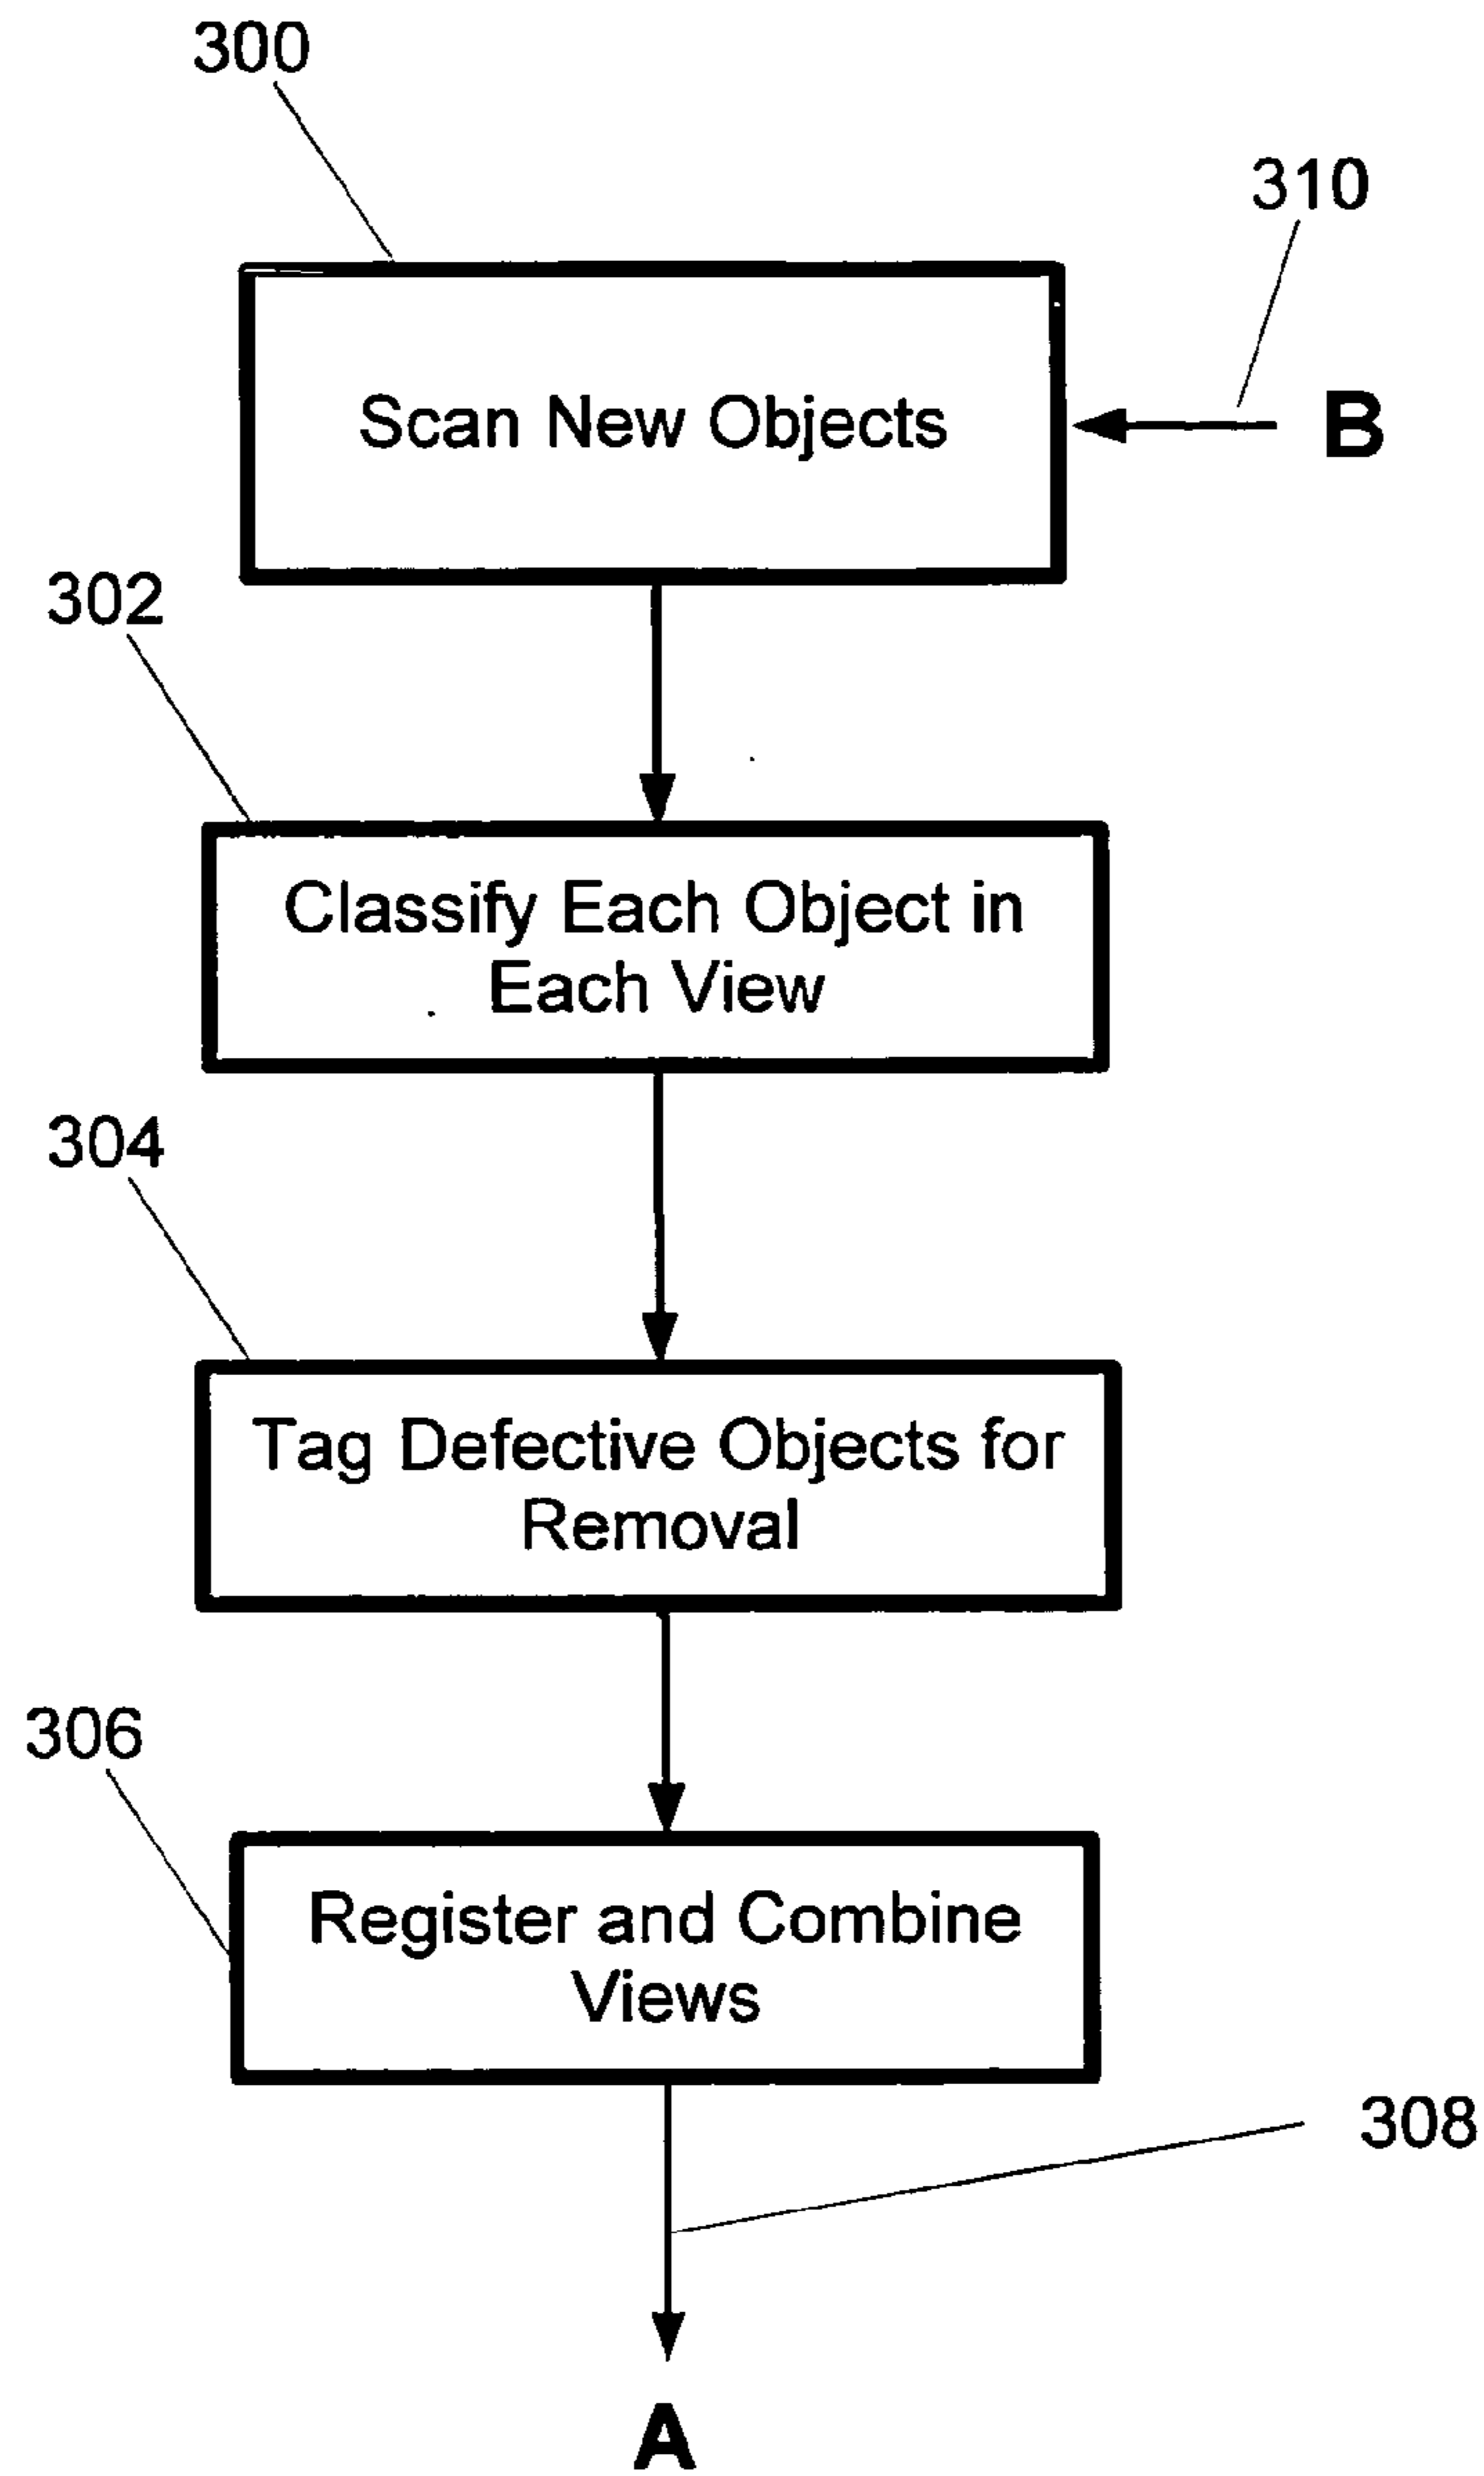 300
310
Scan New Objects
B
302
Classify Each Object in
Each View
304
Tag Defective Objects for
Removal
306
Register and Combine
Views
308
A